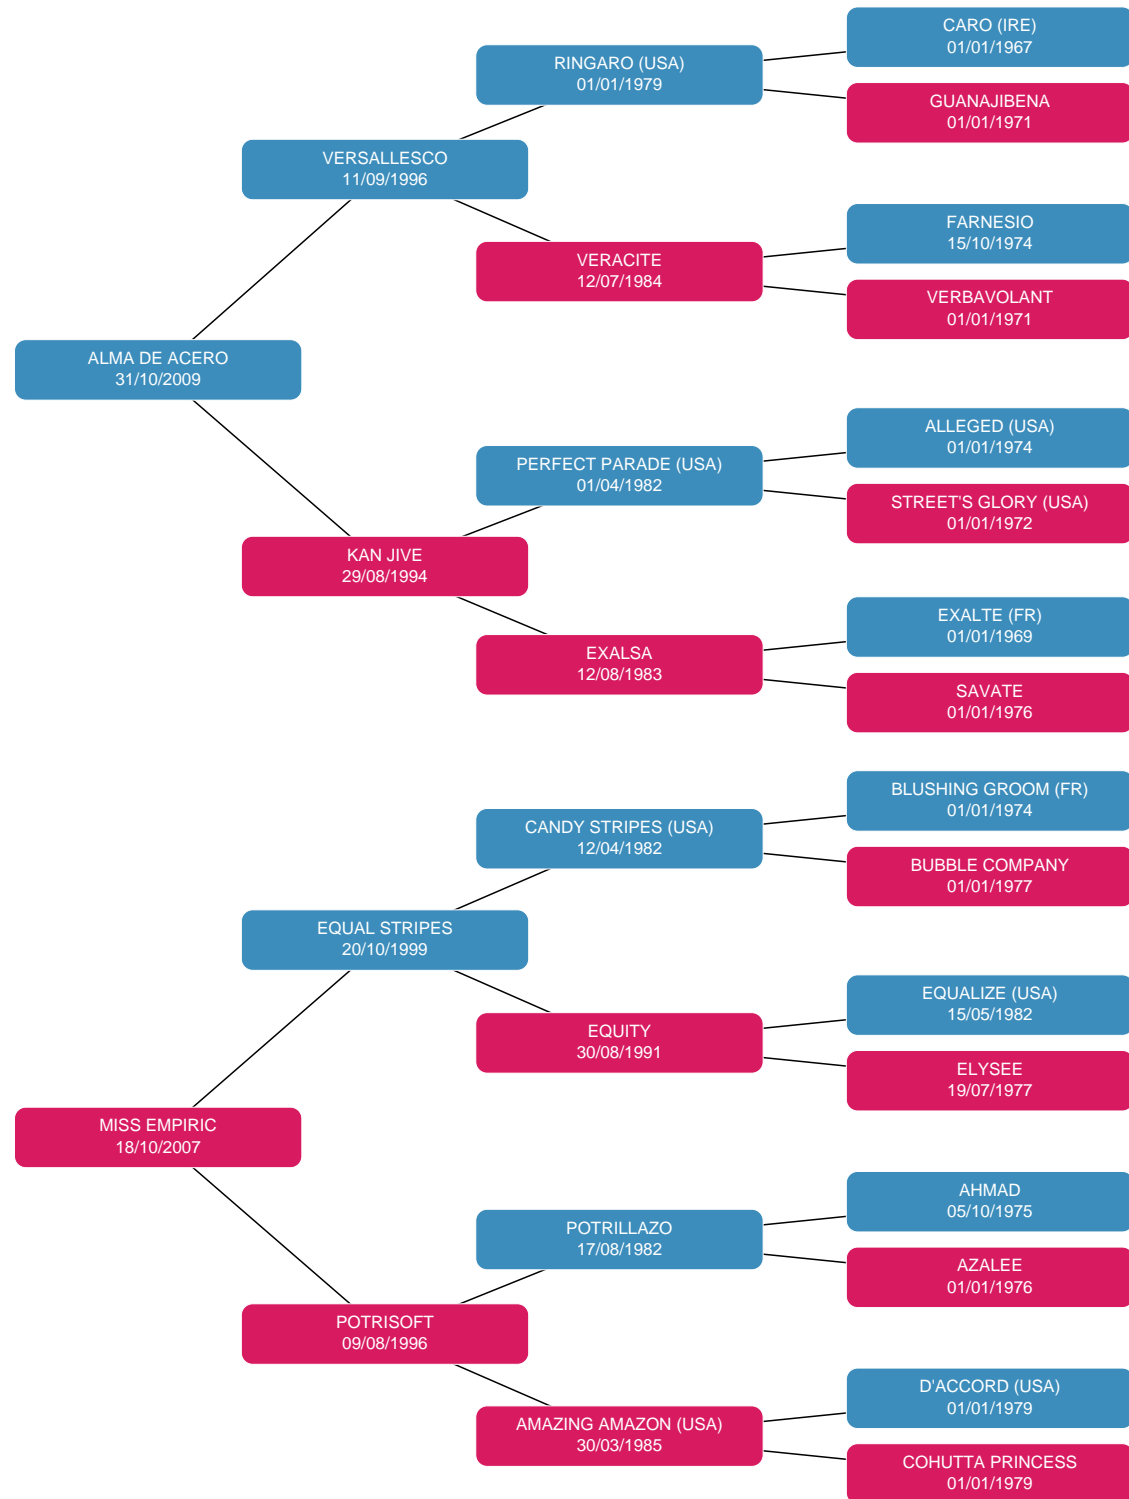 CARO (IRE)
01/01/1967
RINGARO (USA)
01/01/1979
GUANAJIBENA
01/01/1971
VERSALLESCO
11/09/1996
FARNESIO
15/10/1974
VERACITE
12/07/1984
VERBAVOLANT
01/01/1971
ALMA DE ACERO
31/10/2009
ALLEGED (USA)
01/01/1974
PERFECT PARADE (USA)
01/04/1982
STREET'S GLORY (USA)
01/01/1972
KAN JIVE
29/08/1994
EXALTE (FR)
01/01/1969
EXALSA
12/08/1983
SAVATE
01/01/1976
BLUSHING GROOM (FR)
01/01/1974
CANDY STRIPES (USA)
12/04/1982
BUBBLE COMPANY
01/01/1977
EQUAL STRIPES
20/10/1999
EQUALIZE (USA)
15/05/1982
EQUITY
30/08/1991
ELYSEE
19/07/1977
MISS EMPIRIC
18/10/2007
AHMAD
05/10/1975
POTRILLAZO
17/08/1982
AZALEE
01/01/1976
POTRISOFT
09/08/1996
D'ACCORD (USA)
01/01/1979
AMAZING AMAZON (USA)
30/03/1985
COHUTTA PRINCESS
01/01/1979